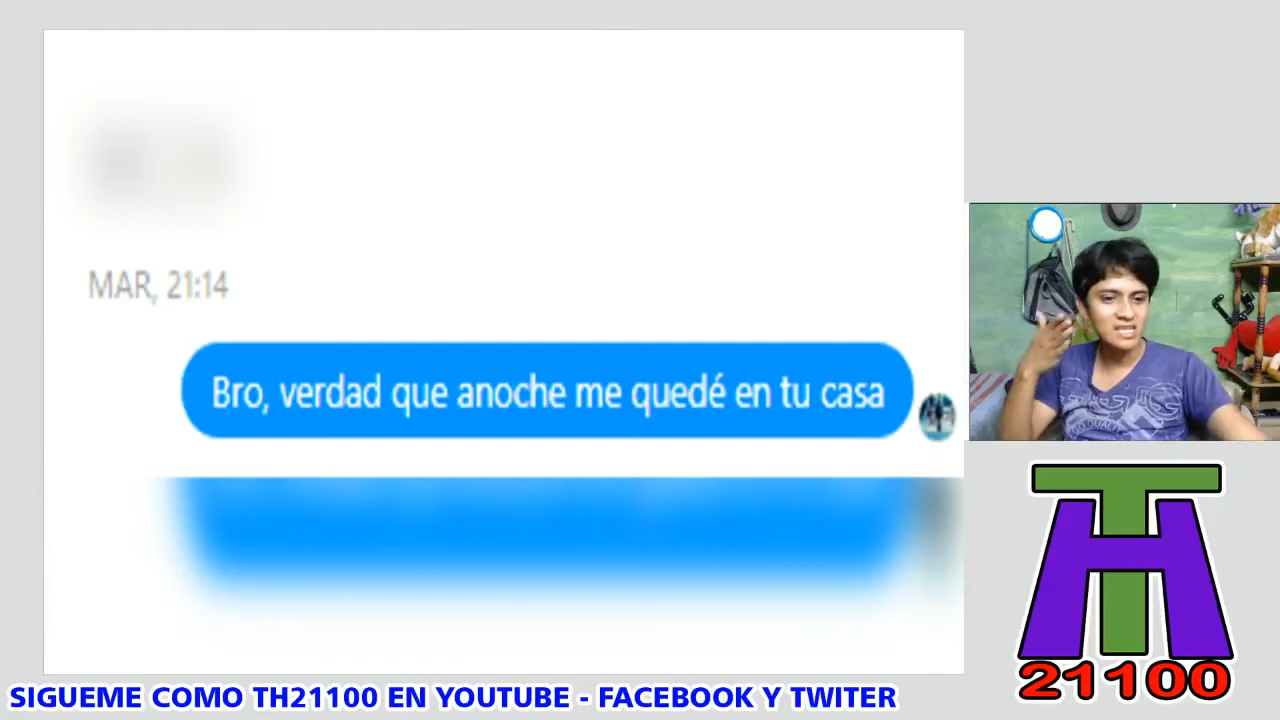 MAR, 21:14
Bro, verdad que anoche me quedé en tu casa
TH
21100
SIGUEME COMO TH21100 EN YOUTUBE - FACEBOOK Y TWITER